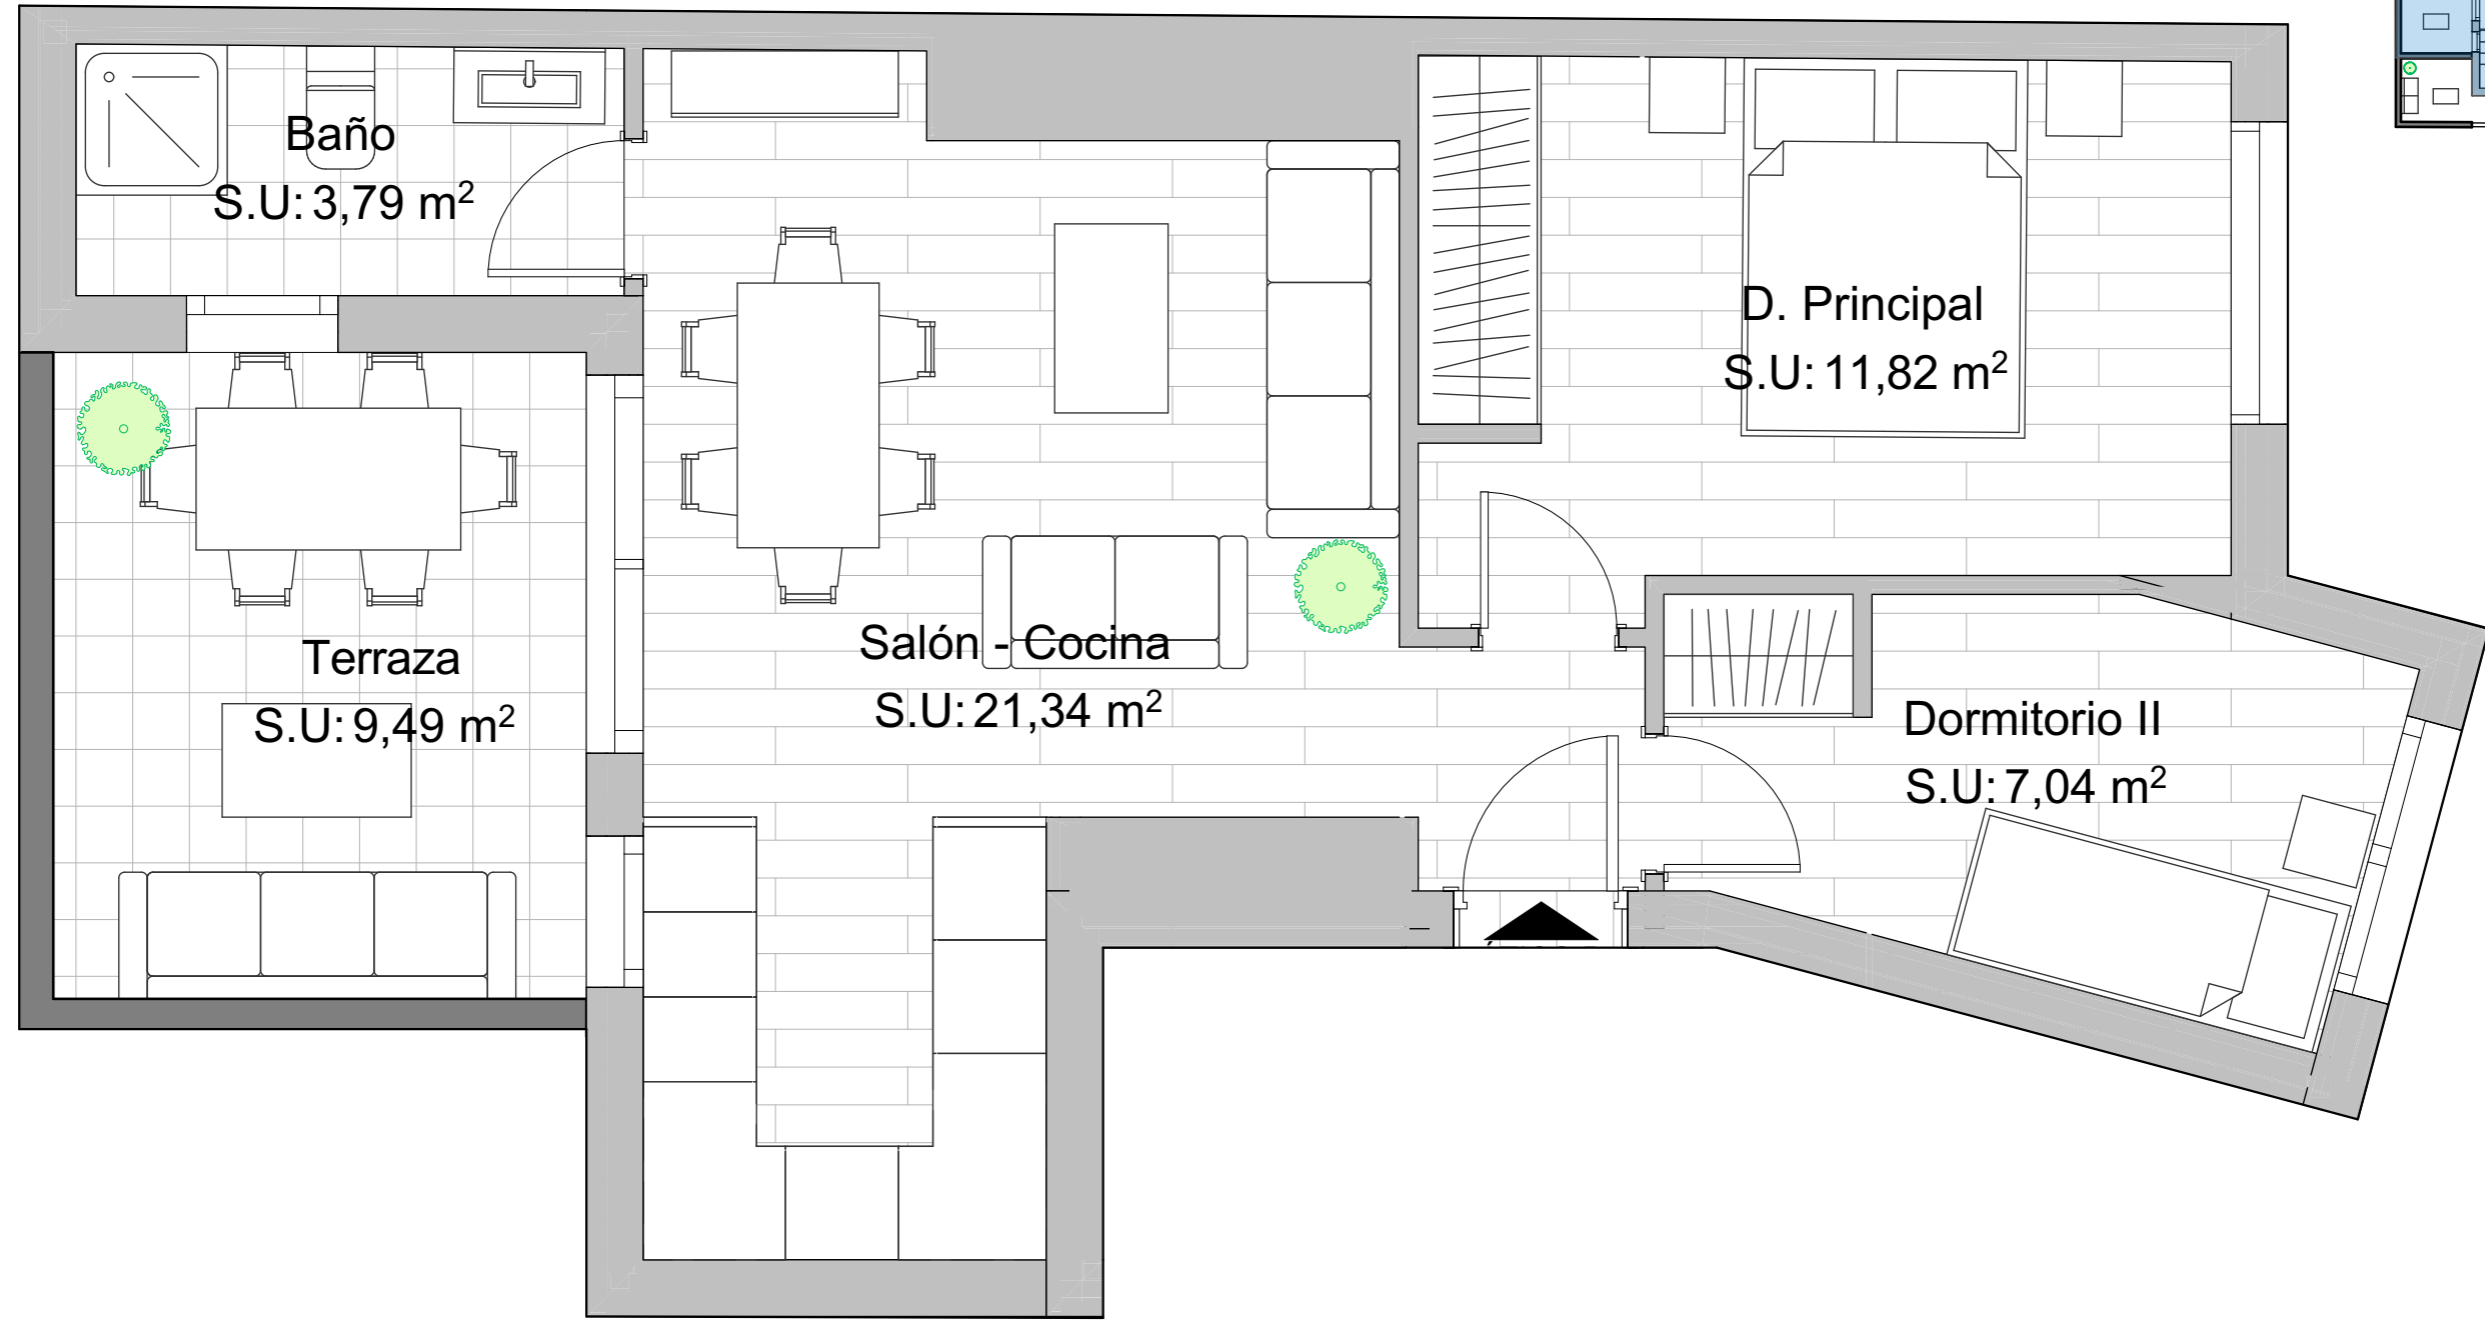 Baño
S.U: 3,79 m²
D. Principal
S.U: 11,82 m²
Terraza
S.U: 9,49 m²
Salón - Cocina
S.U: 21,34 m²
Dormitorio II
S.U: 7,04 m²